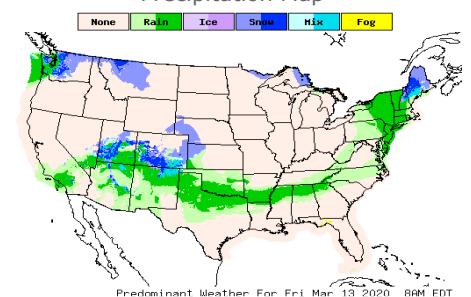 Precipitation Map
None Rain Ice Snow Mix Fog
Predominant Weather For Fri Mar 13 2020 8AM EDT